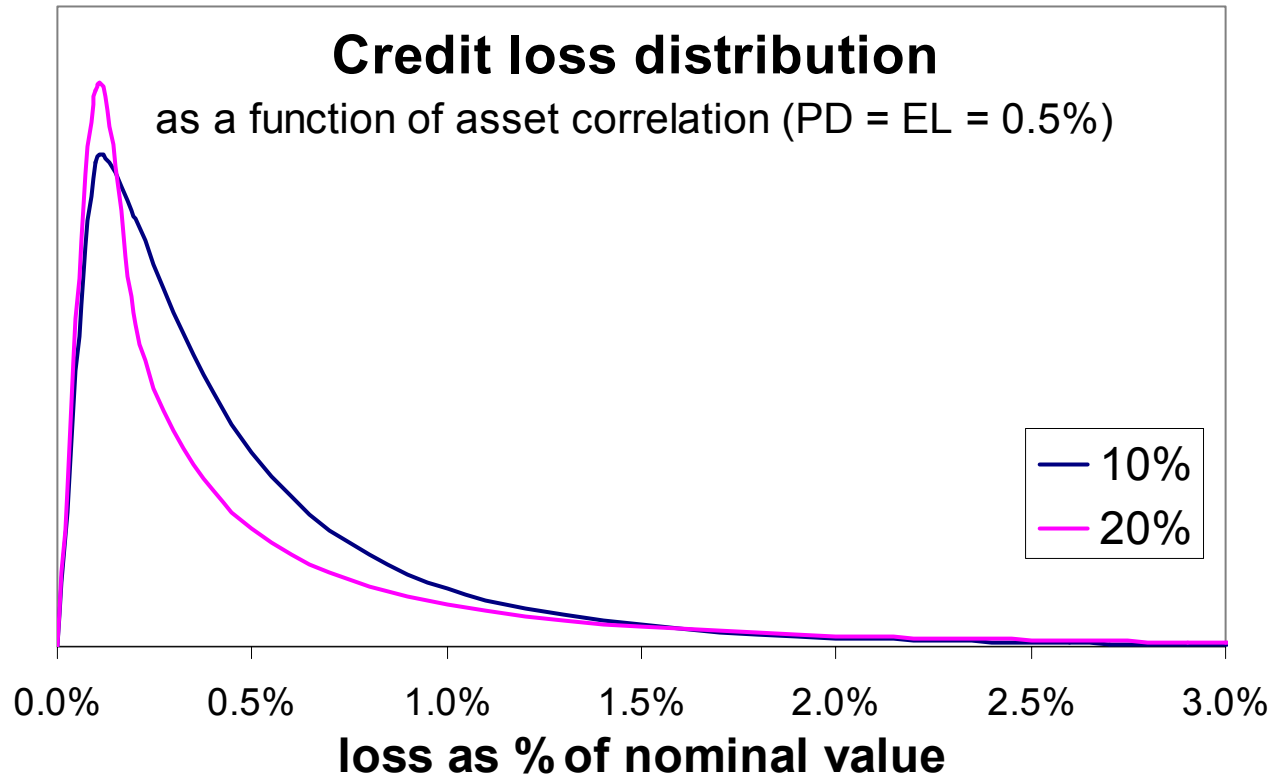 Credit loss distribution
as a function of asset correlation (PD = EL = 0.5%)
10%
20%
0.0% 0.5% 1.0% 1.5% 2.0% 2.5% 3.0%
loss as % of nominal value